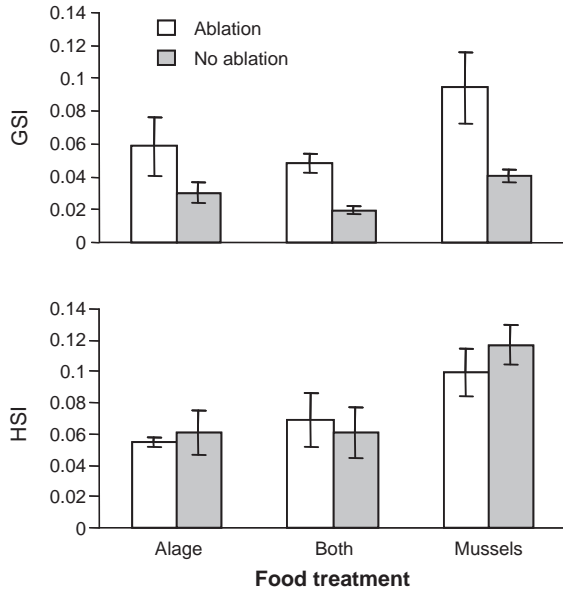 0.14
0.12
0.1
0.08
0.06
0.04
0.02
0
GSI
Ablation
No ablation
0.14
0.12
0.1
0.08
0.06
0.04
0.02
0
HSI
Alage Both Mussels
Food treatment